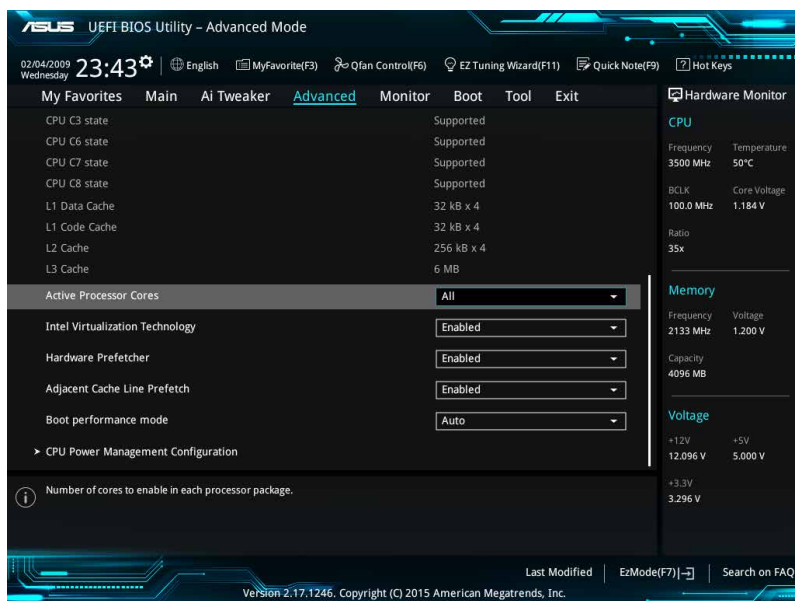 ASUS UEFI BIOS Utility – Advanced Mode
02/04/2009
Wednesday
23:43
English
MyFavorite(F3)
Qfan Control(F6)
EZ Tuning Wizard(F11)
Quick Note(F9)
? Hot Keys
My Favorites
Main
Ai Tweaker
Advanced
Monitor
Boot
Tool
Exit
CPU C3 state Supported
CPU C6 state Supported
CPU C7 state Supported
CPU C8 state Supported
L1 Data Cache 32 kB x 4
L1 Code Cache 32 kB x 4
L2 Cache 256 kB x 4
L3 Cache 6 MB
Active Processor Cores All
Intel Virtualization Technology Enabled
Hardware Prefetcher Enabled
Adjacent Cache Line Prefetch Enabled
Boot performance mode Auto
> CPU Power Management Configuration
i Number of cores to enable in each processor package.
Hardware Monitor
CPU
Frequency Temperature
3500 MHz 50°C
BCLK Core Voltage
100.0 MHz 1.184 V
Ratio
35x
Memory
Frequency Voltage
2133 MHz 1.200 V
Capacity
4096 MB
Voltage
+12V +5V
12.096 V 5.000 V
+3.3V
3.296 V
Last Modified
EzMode(F7)
Search on FAQ
Version 2.17.1246. Copyright (C) 2015 American Megatrends, Inc.